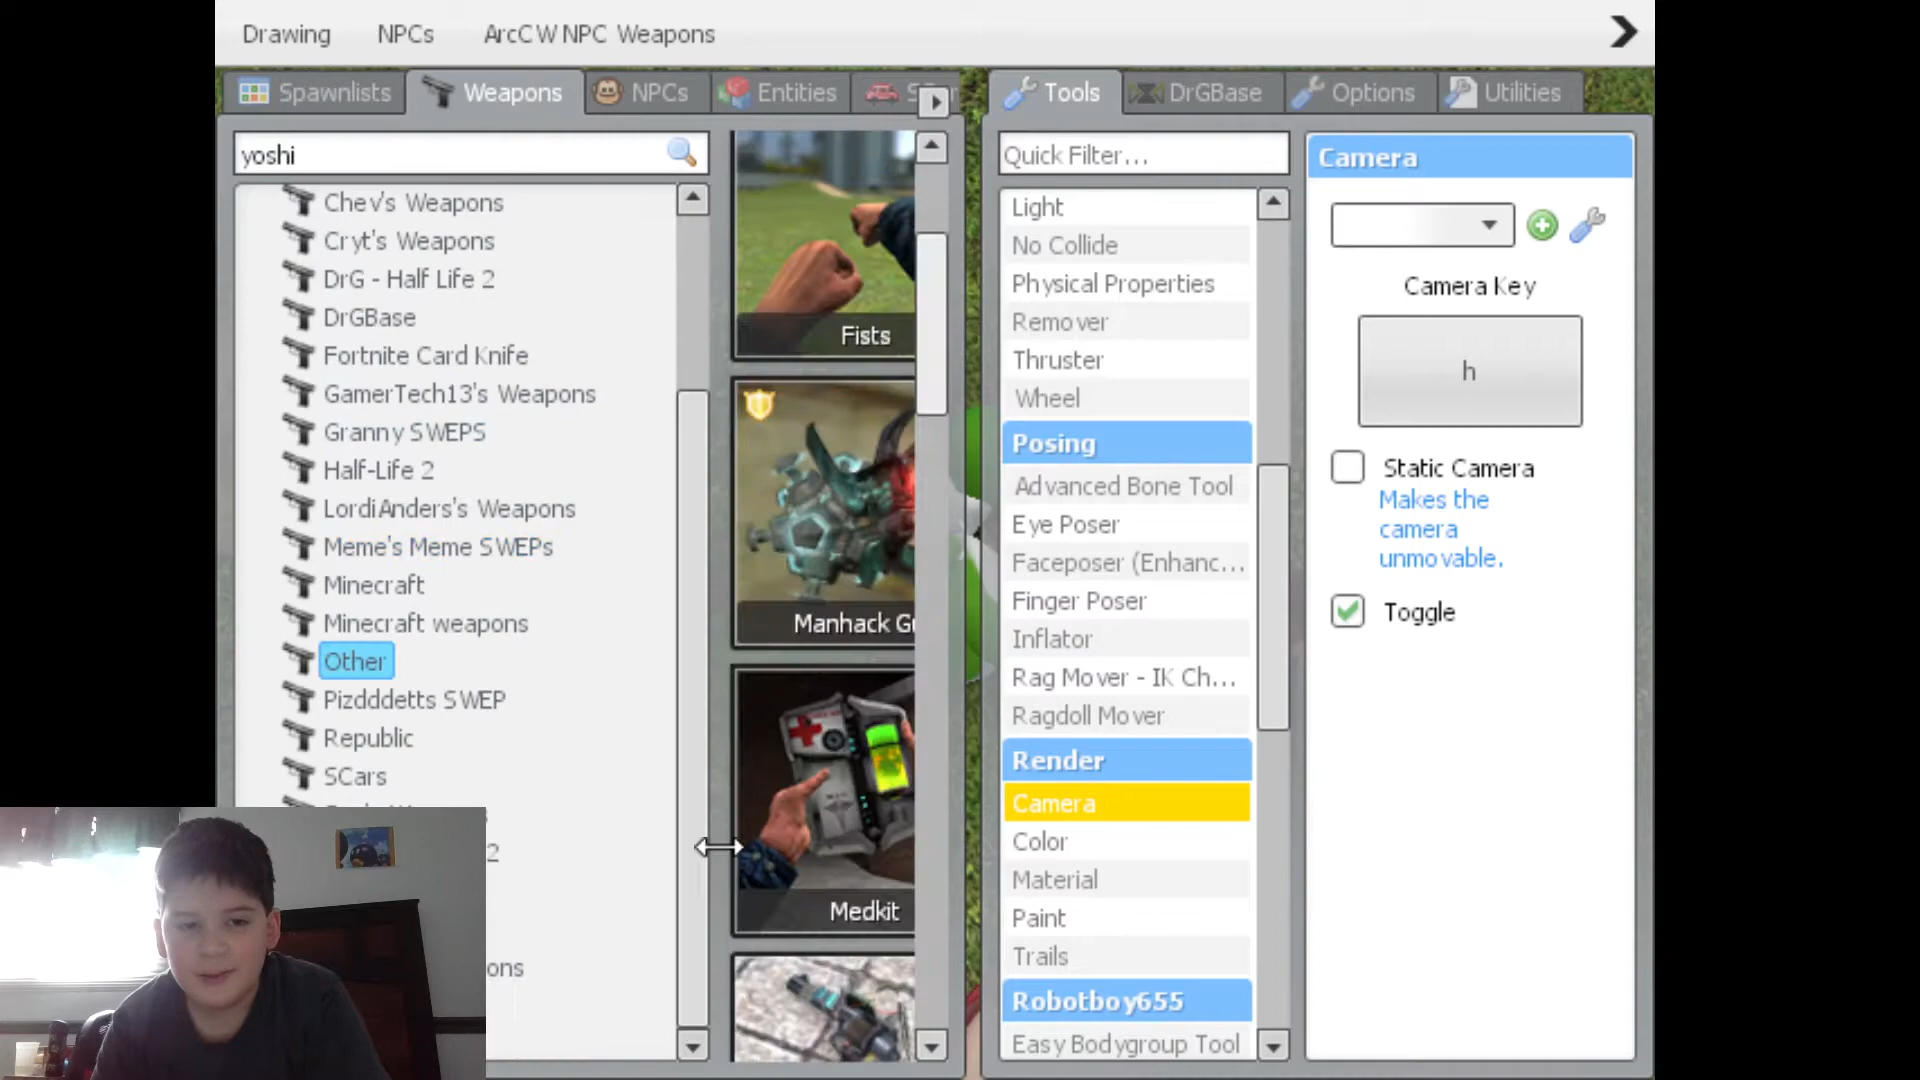 Drawing NPCs ArcCW NPC Weapons
Spawnlists Weapons NPCs Entities
Tools DrGBase Options Utilities
yoshi
Chev's Weapons
Cryt's Weapons
DrG - Half Life 2
DrGBase
Fortnite Card Knife
GamerTech13's Weapons
Granny SWEPS
Half-Life 2
LordiAnders's Weapons
Meme's Meme SWEPs
Minecraft
Minecraft weapons
Other
Pizdddetts SWEP
Republic
SCars
2
ons
Fists
Manhack Gu
Medkit
Quick Filter...
Light
No Collide
Physical Properties
Remover
Thruster
Wheel
Posing
Advanced Bone Tool
Eye Poser
Faceposer (Enhanc...
Finger Poser
Inflator
Rag Mover - IK Ch...
Ragdoll Mover
Render
Camera
Color
Material
Paint
Trails
Robotboy655
Easy Bodygroup Tool
Camera
Camera Key
h
Static Camera
Makes the
camera
unmovable.
Toggle